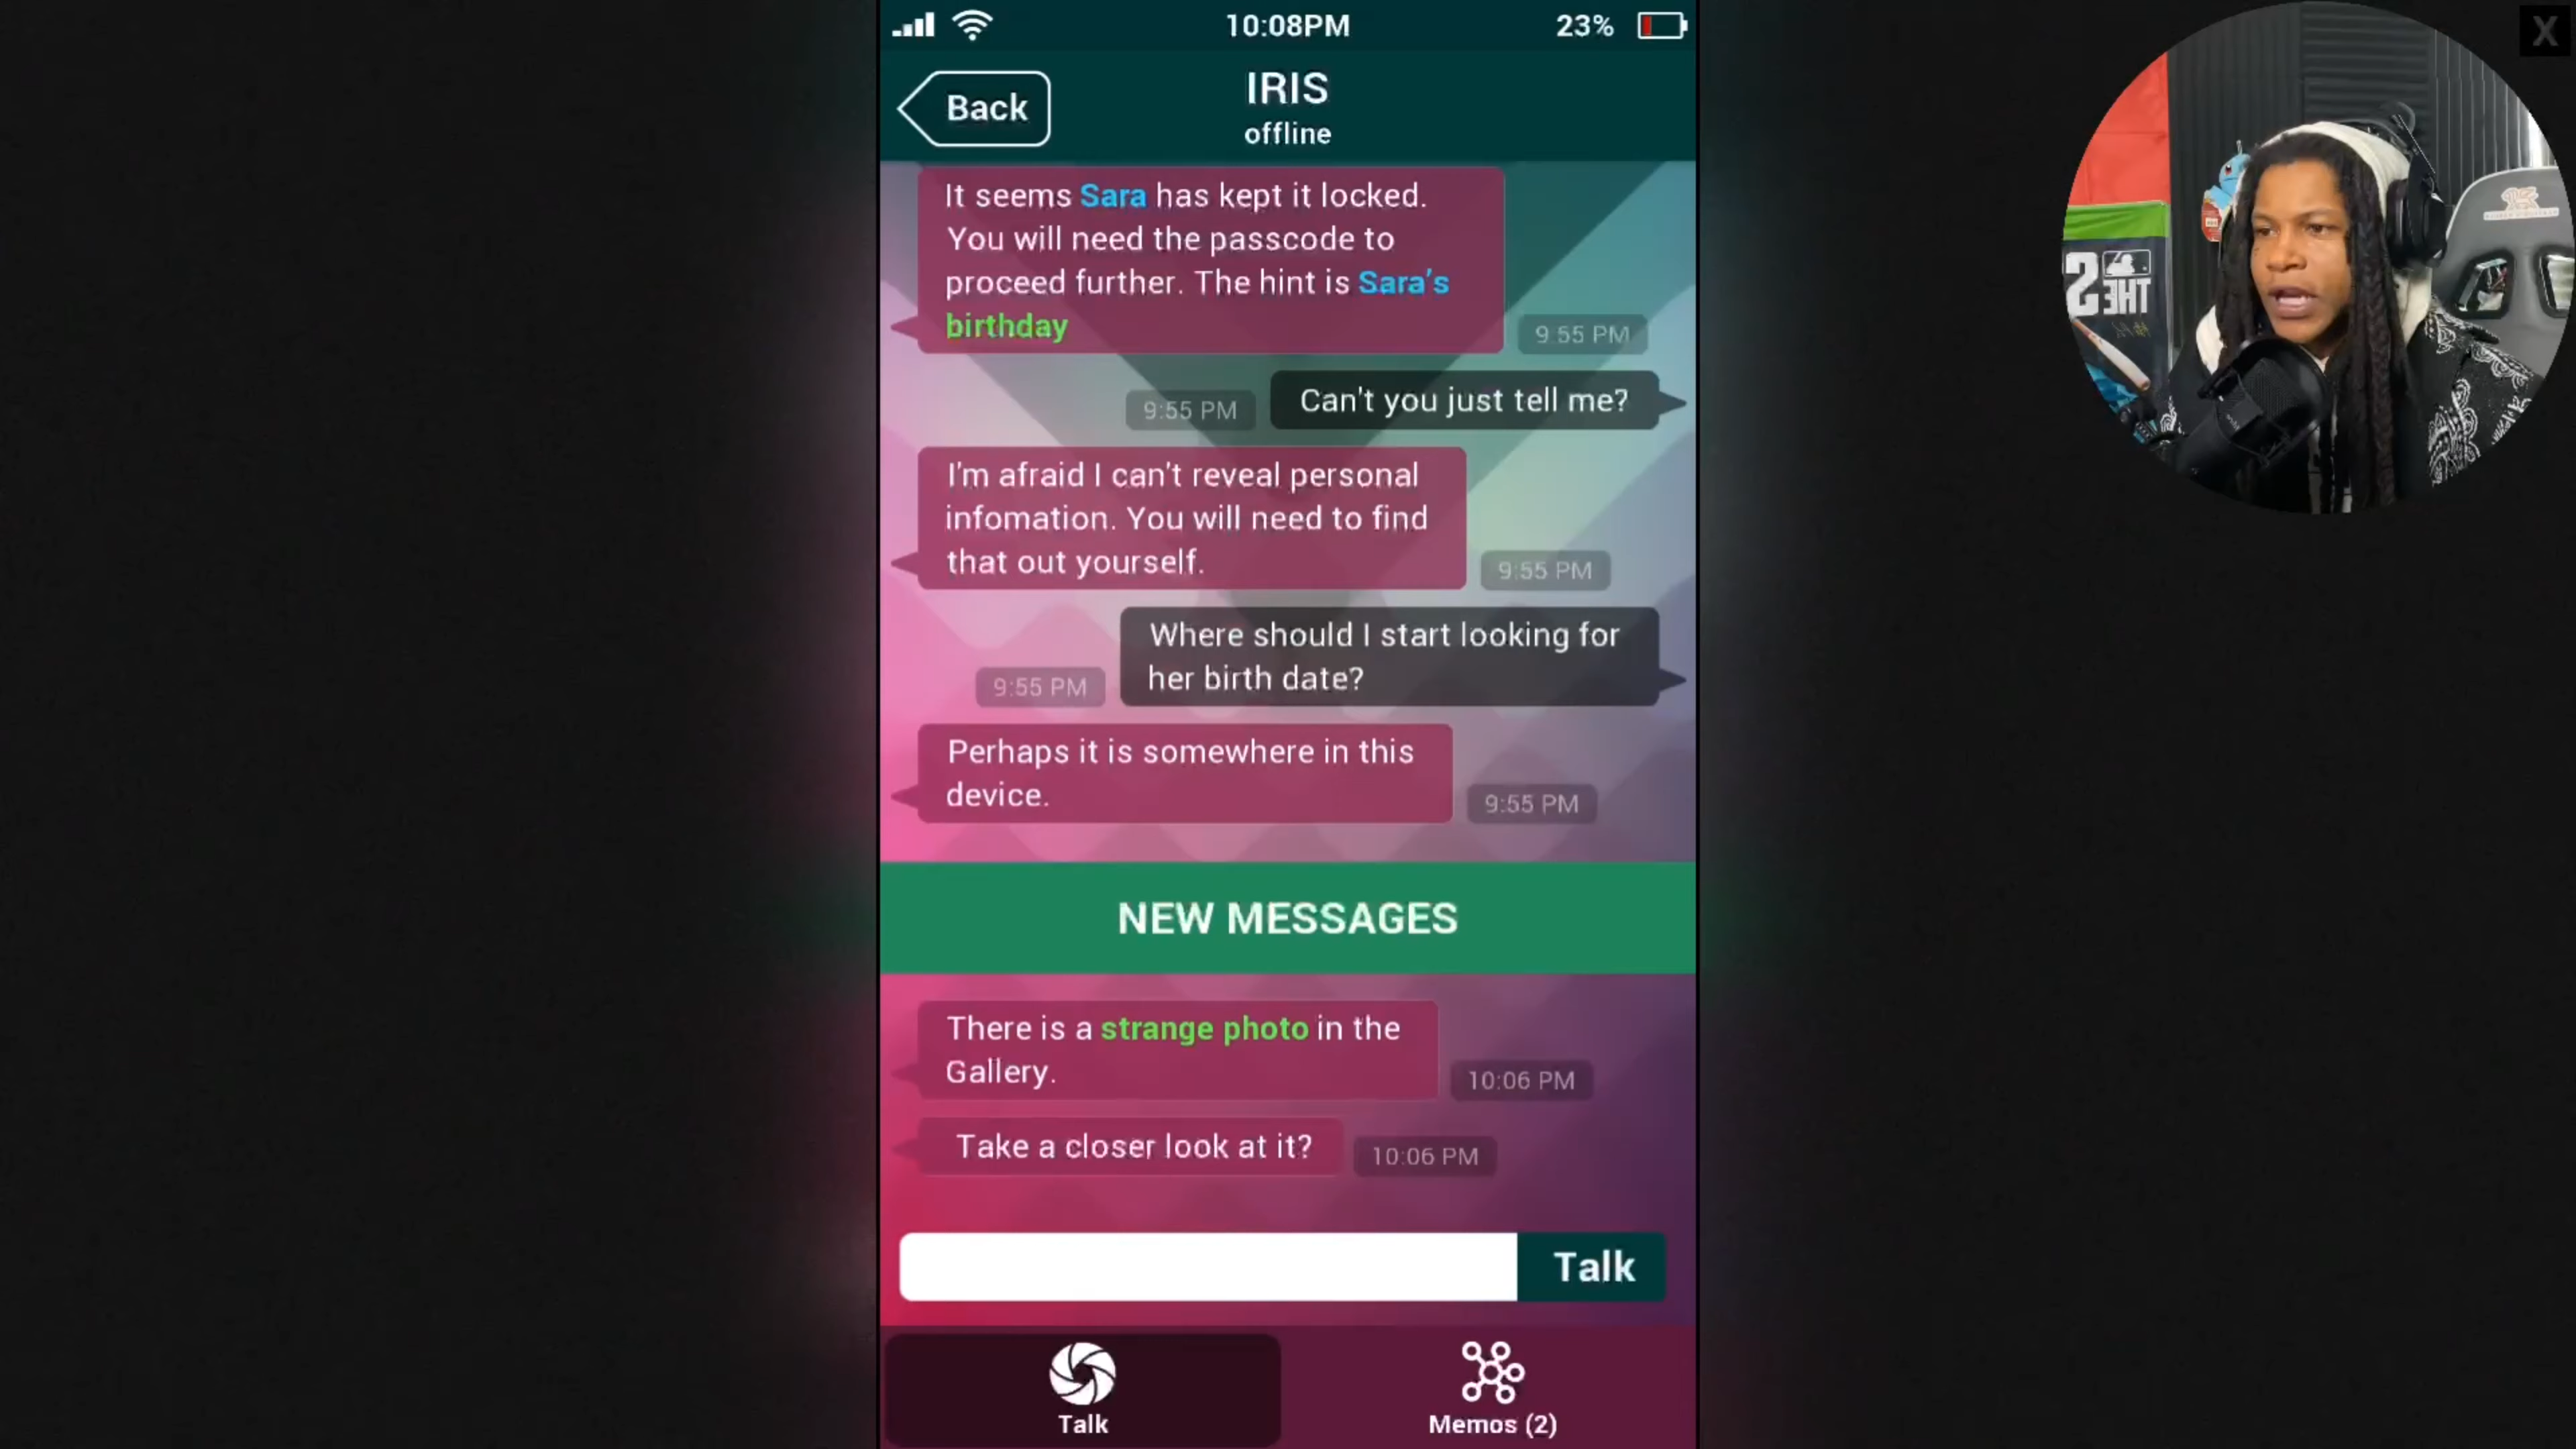 10:08PM
23%
X
Back
IRIS
offline
It seems Sara has kept it locked.
You will need the passcode to
proceed further. The hint is Sara's
birthday
9:55 PM
Can't you just tell me?
9:55 PM
I'm afraid I can't reveal personal
infomation. You will need to find
that out yourself.
9:55 PM
Where should I start looking for
her birth date?
9:55 PM
Perhaps it is somewhere in this
device.
9:55 PM
NEW MESSAGES
There is a strange photo in the
Gallery.
10:06 PM
Take a closer look at it?
10:06 PM
Talk
Talk
Memos (2)
THE